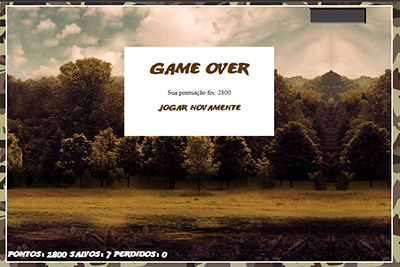 GAME OVER
Sua pontuação foi: 2800
JOGAR NOVAMENTE
PONTOS: 2800 SALVOS: 7 PERDIDOS: 0